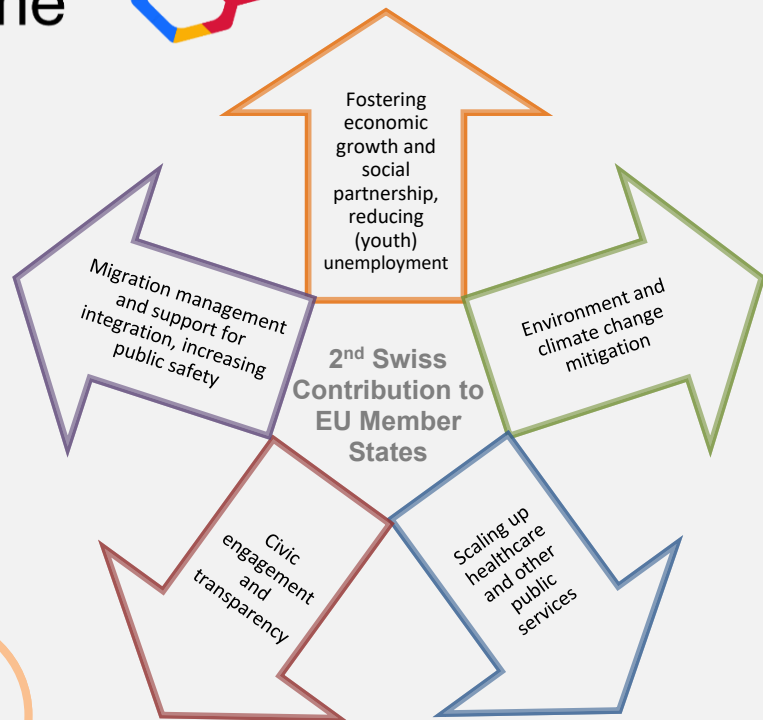 Fostering
economic
growth and
social
partnership,
reducing
(youth)
unemployment
Environment and
climate change
mitigation
Scaling up
healthcare
and other
public
services
Civic
engagement
and
transparency
Migration management
and support for
integration, increasing
public safety
2nd Swiss
Contribution to
EU Member
States